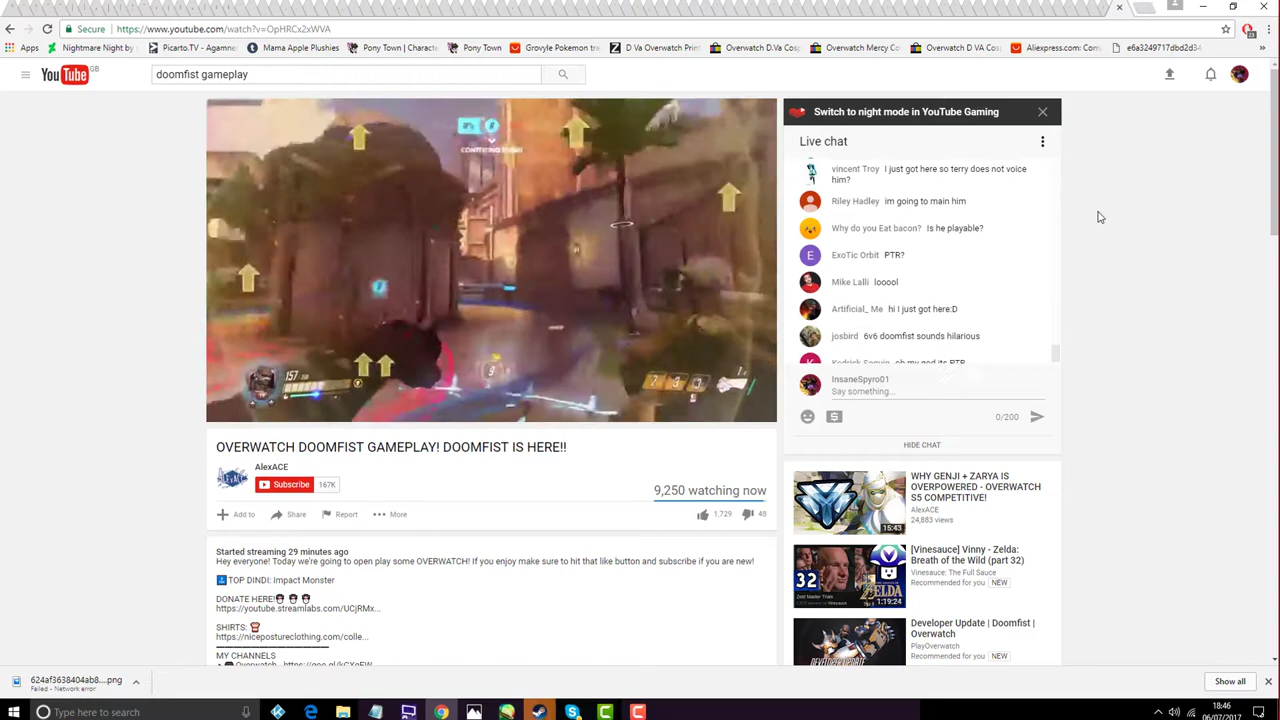 Secure
https://www.youtube.com/watch?v=OpHRCx2xWVA
Apps
Nightmare Night by
Picarto.TV - Agamne
Mama Apple Plushies
Pony Town | Characte
Pony Town
Grovyle Pokemon tra
D Va Overwatch Prin
Overwatch D.Va Cosp
Overwatch Mercy Co
Overwatch D VA Cos
Aliexpress.com: Com
e6a3249717dbd2d34
YouTube GB
doomfist gameplay
157
Switch to night mode in YouTube Gaming
Live chat
vincent Troy I just got here so terry does not voice
him?
Riley Hadley im going to main him
Why do you Eat bacon? Is he playable?
ExoTic Orbit PTR?
Mike Lalli looool
Artificial_ Me hi I just got here:D
josbird 6v6 doomfist sounds hilarious
oh my god its PTR
InsaneSpyro01
Say something...
0/200
HIDE CHAT
OVERWATCH DOOMFIST GAMEPLAY! DOOMFIST IS HERE!!
AlexACE
Subscribe 167K
9,250 watching now
Add to
Share
Report
More
1,729
48
Started streaming 29 minutes ago
Hey everyone! Today we're going to open play some OVERWATCH! If you enjoy make sure to hit that like button and subscribe if you are new!
TOP DINDI: Impact Monster
DONATE HERE!
https://youtube.streamlabs.com/UCjRMx...
SHIRTS:
https://nicepostureclothing.com/colle...
MY CHANNELS
WHY GENJI + ZARYA IS
OVERPOWERED - OVERWATCH
S5 COMPETITIVE!
AlexACE
24,883 views
15:43
[Vinesauce] Vinny - Zelda:
Breath of the Wild (part 32)
Vinesauce: The Full Sauce
Recommended for you NEW
32
1:19:24
Developer Update | Doomfist |
Overwatch
PlayOverwatch
Recommended for you NEW
624af3638404ab8....png
Failed - Network error
Show all
Type here to search
18:46
06/07/2017